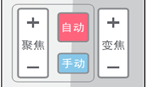 + 自动 +
聚焦 变焦
− 手动 −